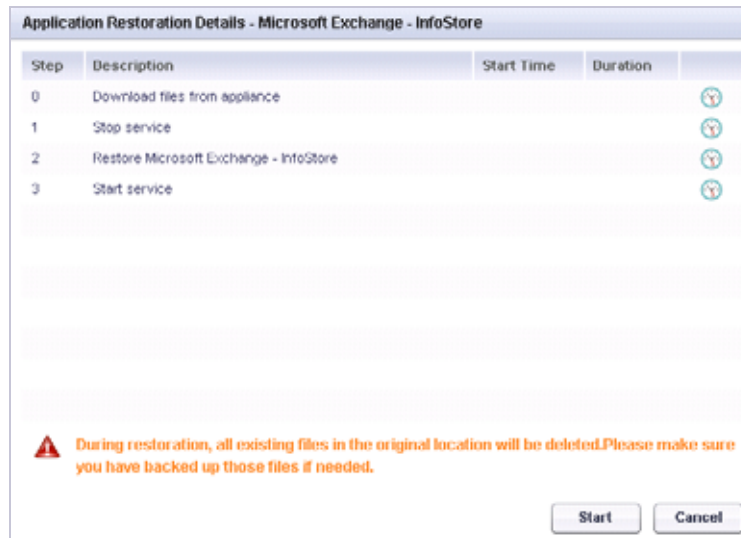 Application Restoration Details - Microsoft Exchange - InfoStore
Step Description Start Time Duration
0 Download files from appliance
1 Stop service
2 Restore Microsoft Exchange - InfoStore
3 Start service
During restoration, all existing files in the original location will be deleted.Please make sure
you have backed up those files if needed.
Start Cancel